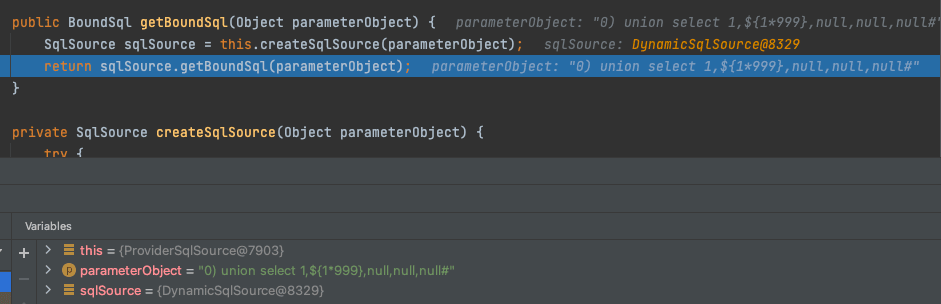 public BoundSql getBoundSql(Object parameterObject) {   parameterObject: "0) union select 1,${1*999},null,null,null#"
    SqlSource sqlSource = this.createSqlSource(parameterObject);   sqlSource: DynamicSqlSource@8329
    return sqlSource.getBoundSql(parameterObject);   parameterObject: "0) union select 1,${1*999},null,null,null#"
}
private SqlSource createSqlSource(Object parameterObject) {
    try {
Variables
this = {ProviderSqlSource@7903}
p parameterObject = "0) union select 1,${1*999},null,null,null#"
sqlSource = {DynamicSqlSource@8329}